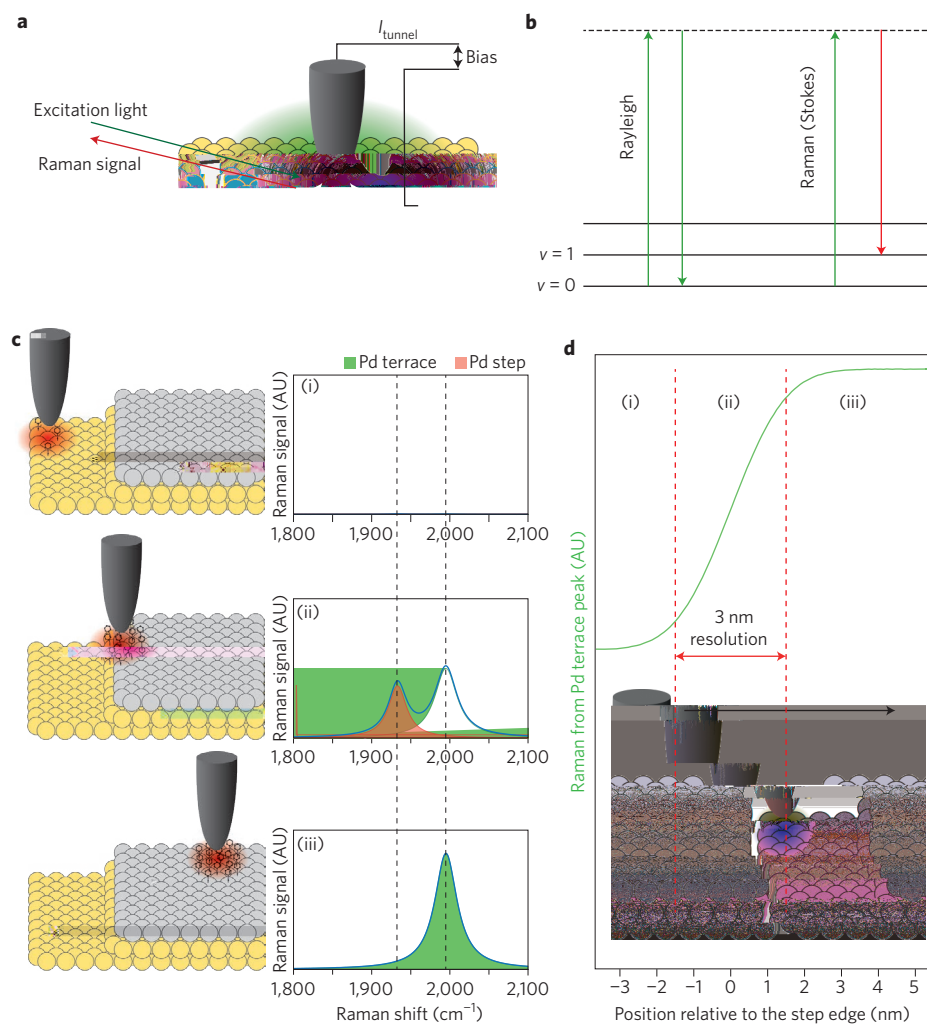 a
I tunnel
Bias
Excitation light
Raman signal
b
Rayleigh
Raman (Stokes)
v = 1
v = 0
c
Pd terrace
Pd step
(i)
Raman signal (AU)
1,800
1,900
2,000
2,100
(ii)
Raman signal (AU)
1,800
1,900
2,000
2,100
(iii)
Raman signal (AU)
1,800
1,900
2,000
2,100
Raman shift (cm⁻¹)
d
(i)
(ii)
(iii)
3 nm
resolution
Raman from Pd terrace peak (AU)
−3
−2
−1
0
1
2
3
4
5
Position relative to the step edge (nm)